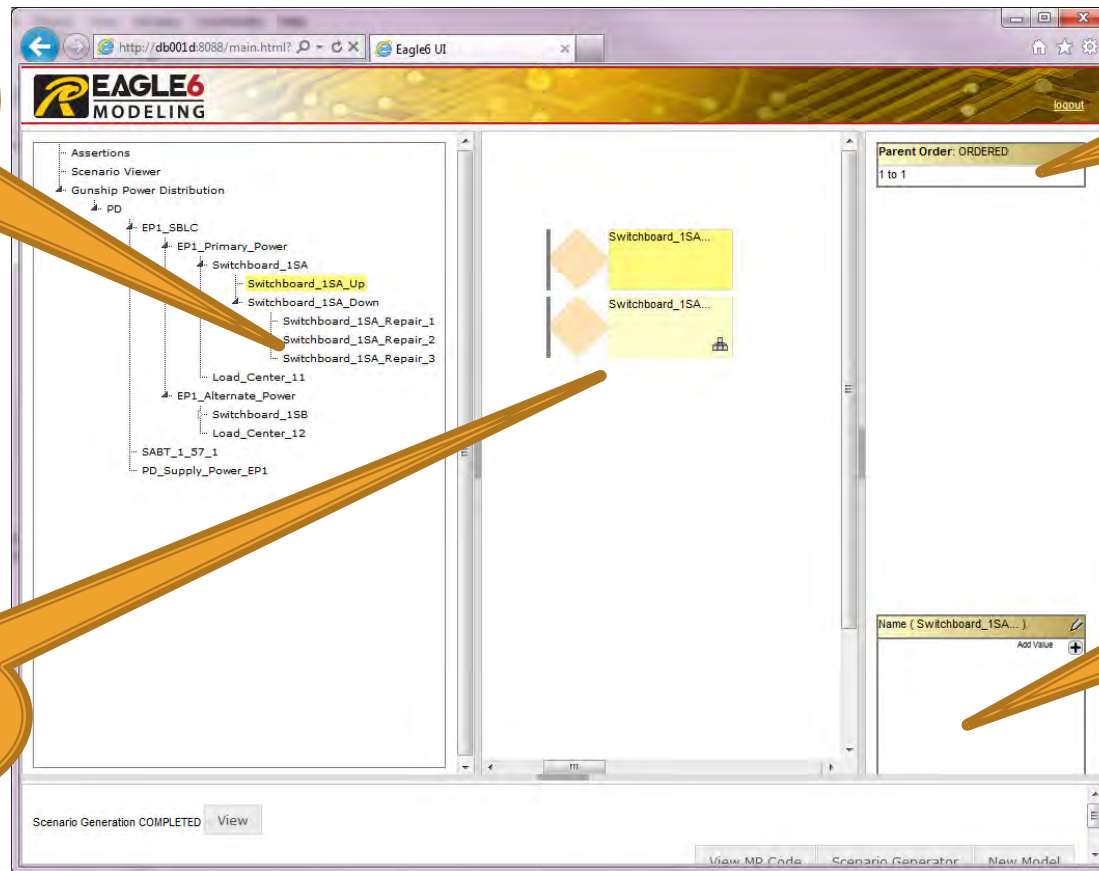 http://db001d:8088/main.html?
Eagle6 UI
EAGLE6
MODELING
logout
Assertions
Scenario Viewer
Gunship Power Distribution
PD
EP1_SBLC
EP1_Primary_Power
Switchboard_1SA
Switchboard_1SA_Up
Switchboard_1SA_Down
Switchboard_1SA_Repair_1
Switchboard_1SA_Repair_2
Switchboard_1SA_Repair_3
Load_Center_11
EP1_Alternate_Power
Switchboard_1SB
Load_Center_12
SABT_1_57_1
PD_Supply_Power_EP1
Switchboard_1SA...
Switchboard_1SA...
Parent Order: ORDERED
1 to 1
Name ( Switchboard_1SA... )
Add Value
Scenario Generation COMPLETED View
View MP Code Scenario Generator New Model